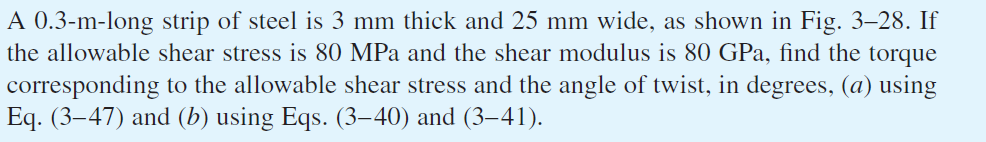 A 0.3-m-long strip of steel is 3 mm thick and 25 mm wide, as shown in Fig. 3–28. If
the allowable shear stress is 80 MPa and the shear modulus is 80 GPa, find the torque
corresponding to the allowable shear stress and the angle of twist, in degrees, (a) using
Eq. (3–47) and (b) using Eqs. (3–40) and (3–41).